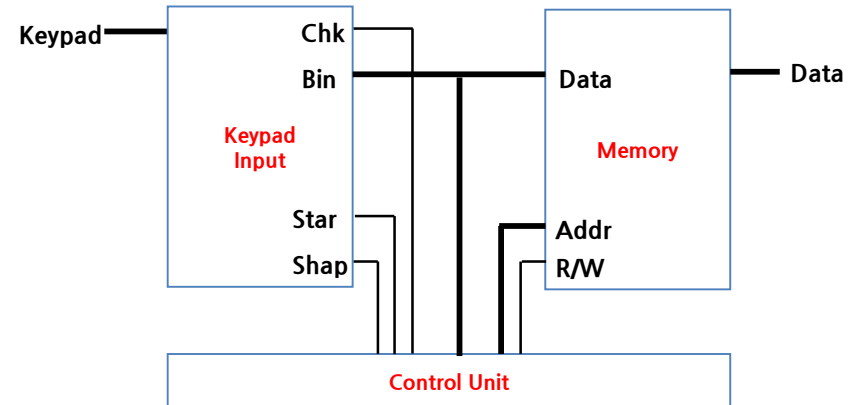 Keypad
Chk
Bin
Keypad
Input
Star
Shap
Data
Memory
Addr
R/W
Data
Control Unit